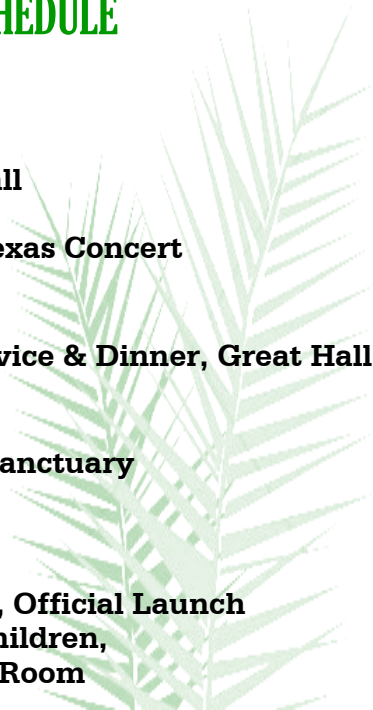 HEDULE
ll
exas Concert
vice & Dinner, Great Hall
anctuary
, Official Launch
hildren,
Room